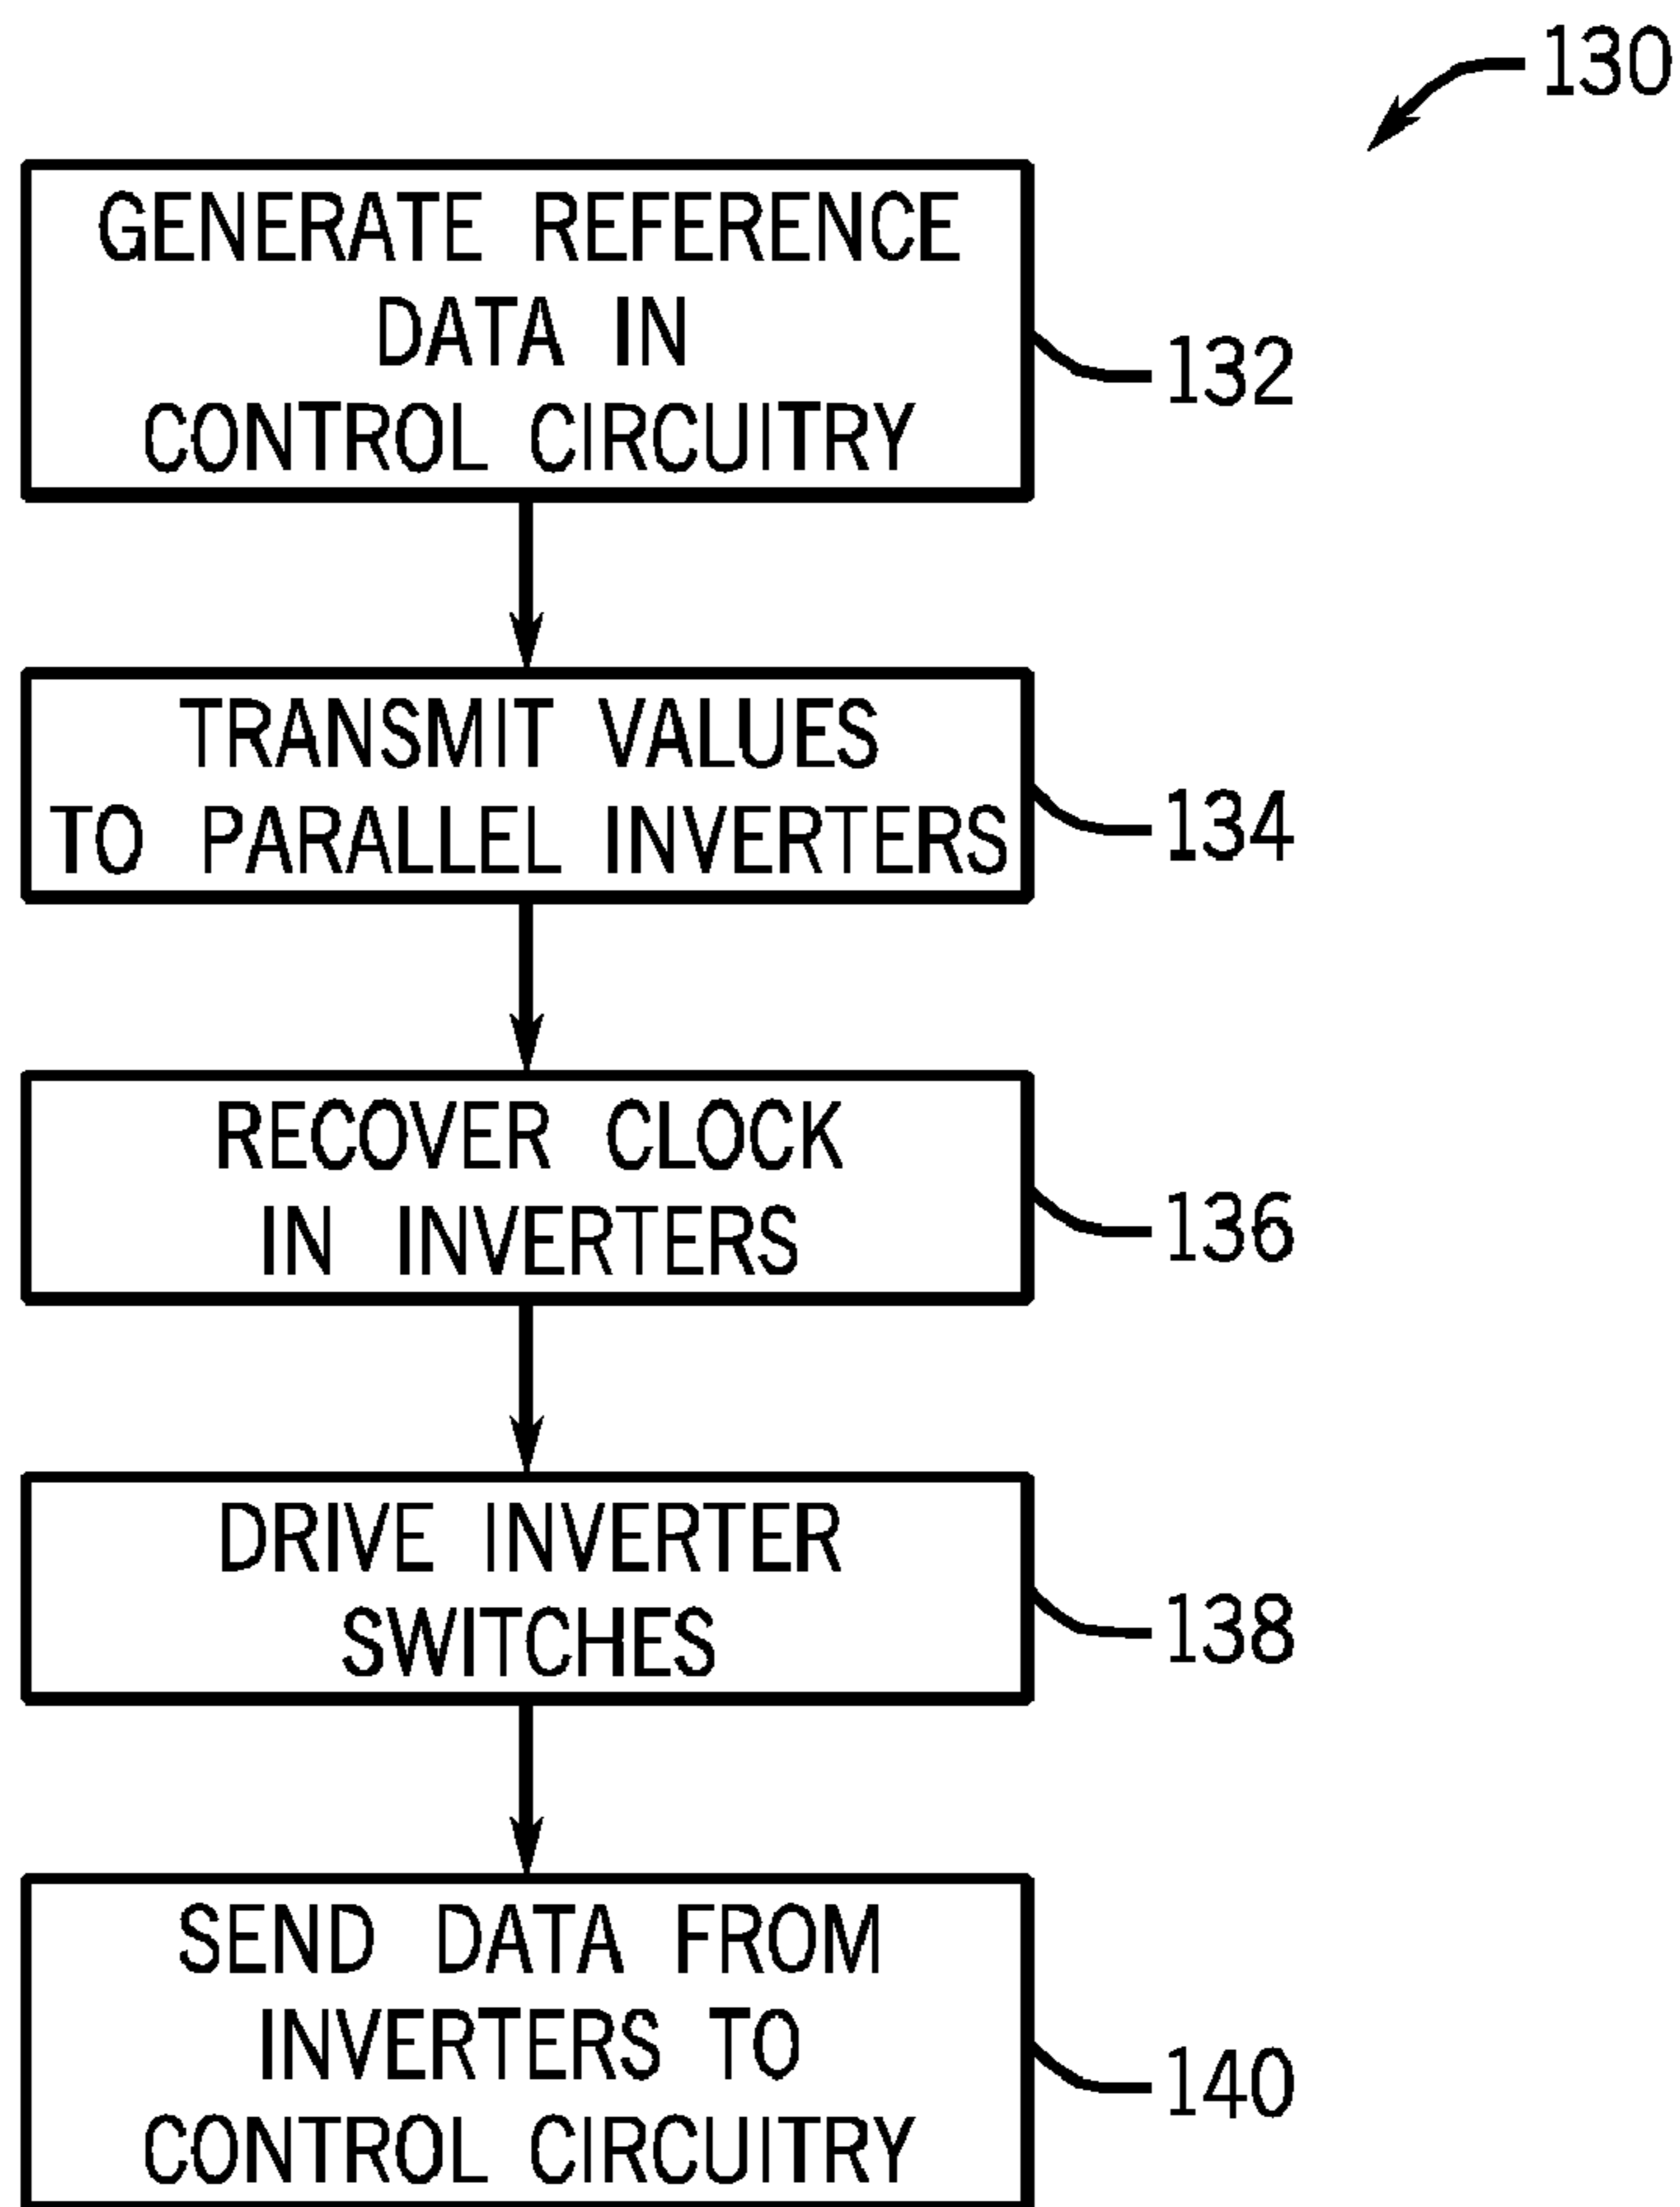 130
GENERATE REFERENCE
DATA IN
CONTROL CIRCUITRY
132
TRANSMIT VALUES
TO PARALLEL INVERTERS
134
RECOVER CLOCK
IN INVERTERS
136
DRIVE INVERTER
SWITCHES
138
SEND DATA FROM
INVERTERS TO
CONTROL CIRCUITRY
140